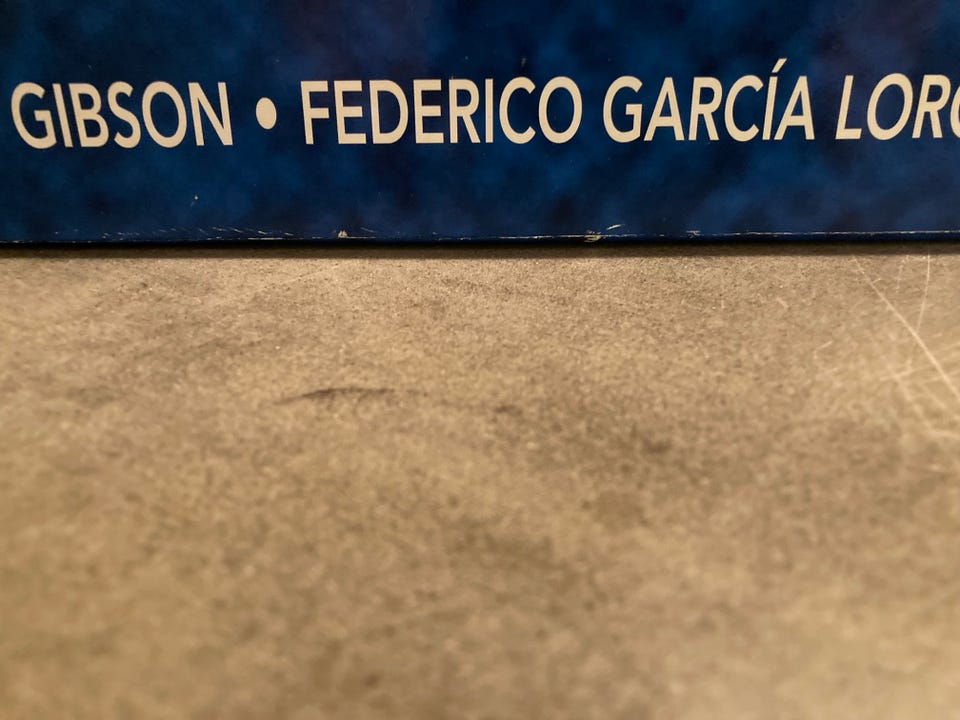 GIBSON • FEDERICO GARCÍA LORC